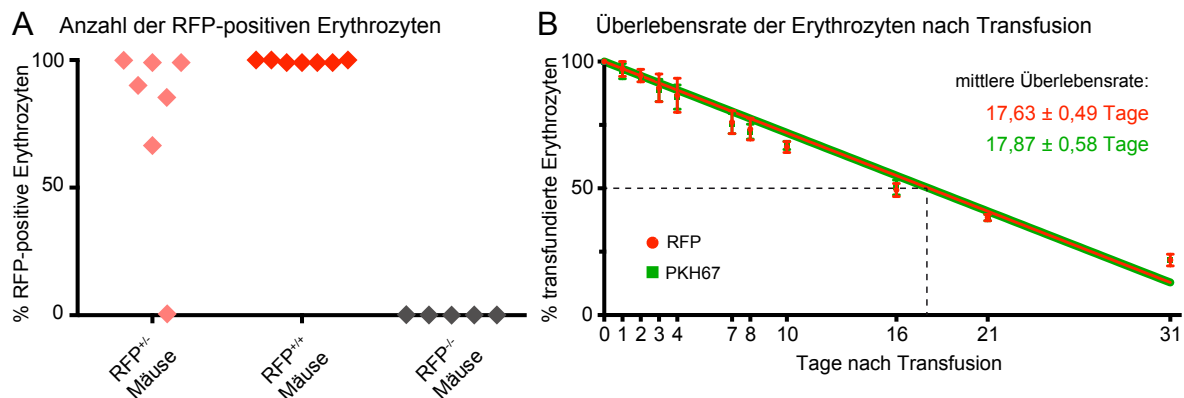 A Anzahl der RFP-positiven Erythrozyten
% RFP-positive Erythrozyten
100
50
0
RFP+/- Mäuse
RFP+/+ Mäuse
RFP-/- Mäuse
B Überlebensrate der Erythrozyten nach Transfusion
% transfundierte Erythrozyten
100
50
0
mittlere Überlebensrate:
17,63 ± 0,49 Tage
17,87 ± 0,58 Tage
RFP
PKH67
0 1 2 3 4 7 8 10 16 21 31
Tage nach Transfusion